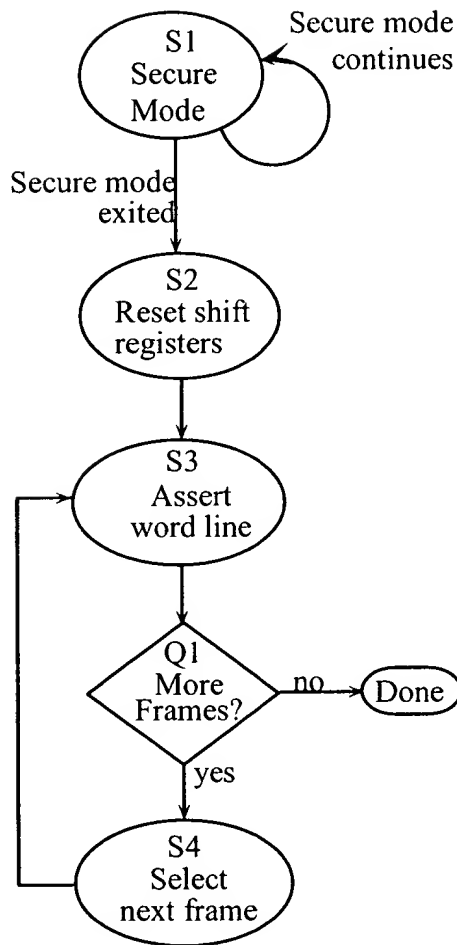 S1
Secure
Mode
Secure mode
continues
Secure mode
exited
S2
Reset shift
registers
S3
Assert
word line
Q1
More
Frames?
no
Done
yes
S4
Select
next frame